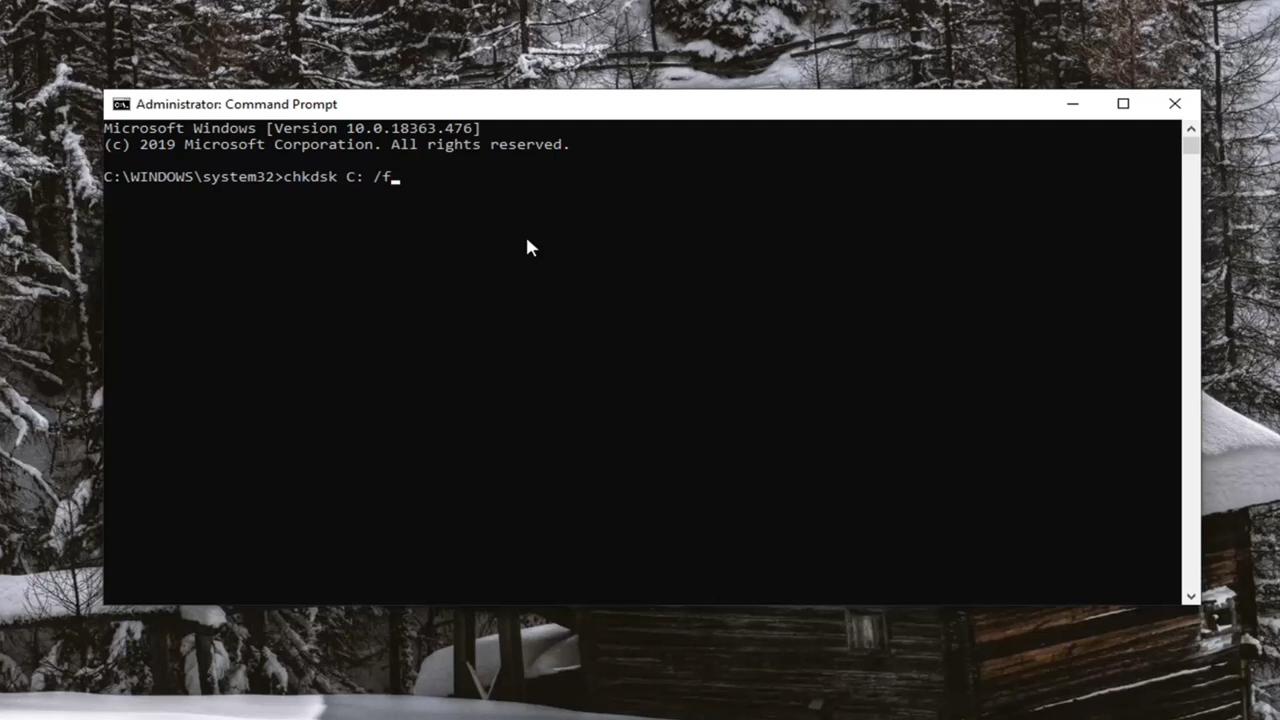 Administrator: Command Prompt
Microsoft Windows [Version 10.0.18363.476]
(c) 2019 Microsoft Corporation. All rights reserved.
C:\WINDOWS\system32>chkdsk C: /f